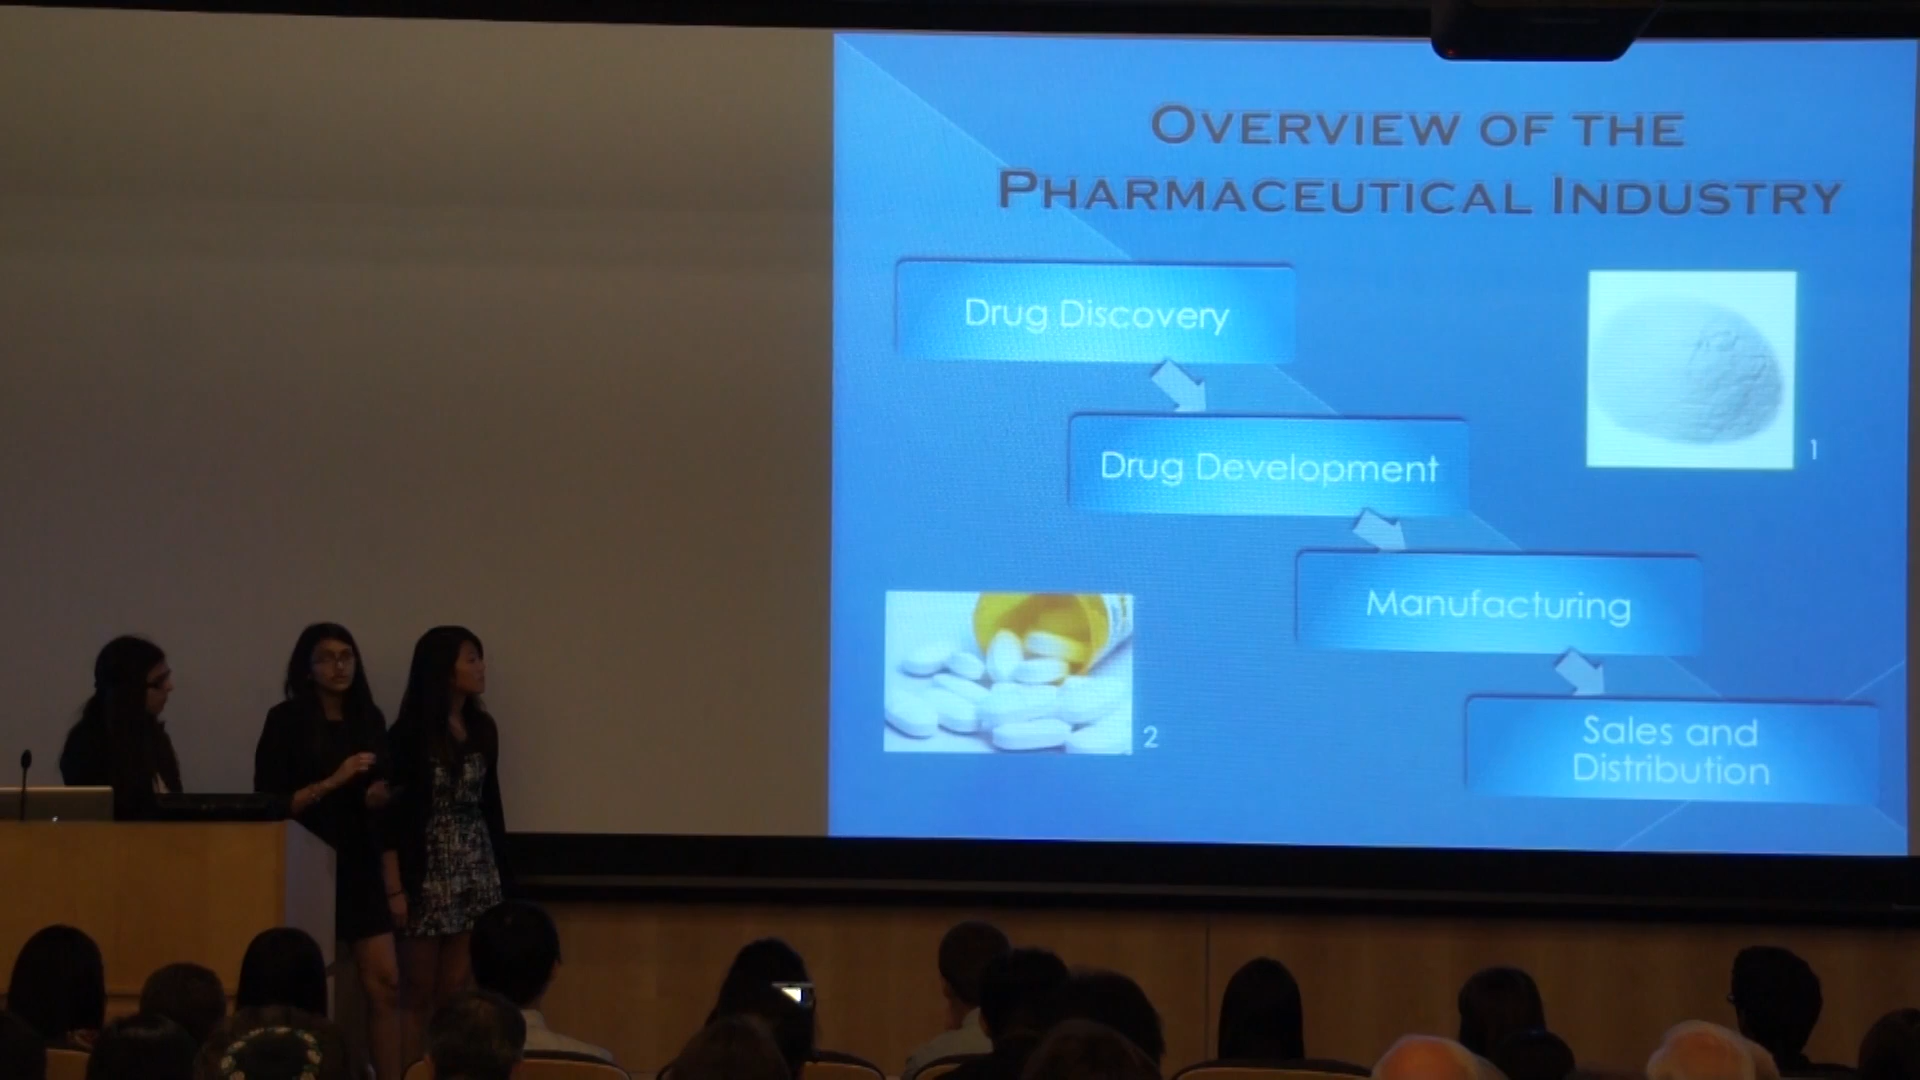 OVERVIEW OF THE
PHARMACEUTICAL INDUSTRY
Drug Discovery
1
Drug Development
Manufacturing
2
Sales and
Distribution